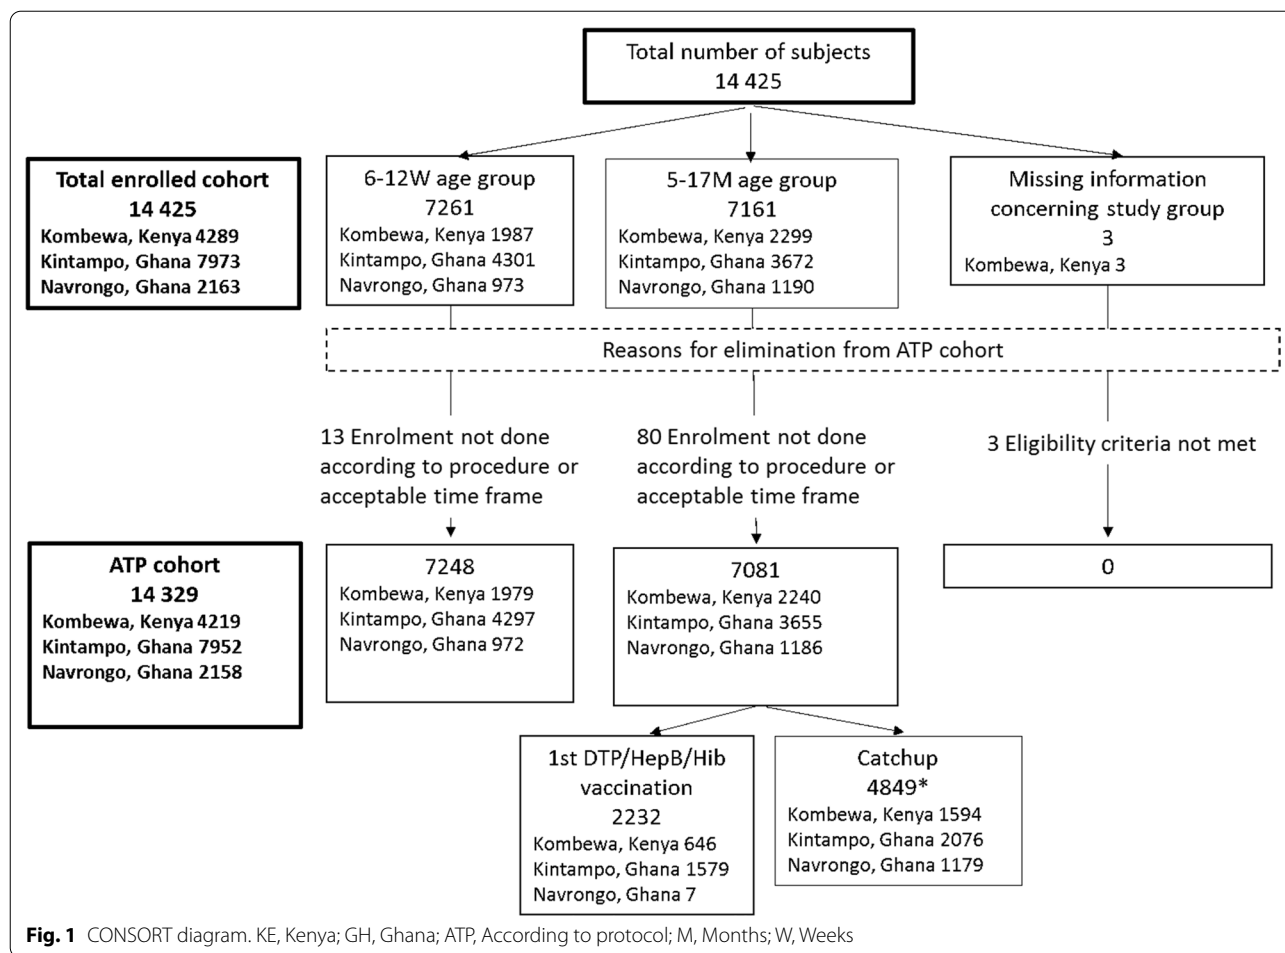 Total number of subjects
14 425
Total enrolled cohort
14 425
Kombewa, Kenya 4289
Kintampo, Ghana 7973
Navrongo, Ghana 2163
6-12W age group
7261
Kombewa, Kenya 1987
Kintampo, Ghana 4301
Navrongo, Ghana 973
5-17M age group
7161
Kombewa, Kenya 2299
Kintampo, Ghana 3672
Navrongo, Ghana 1190
Missing information
concerning study group
3
Kombewa, Kenya 3
Reasons for elimination from ATP cohort
13 Enrolment not done
according to procedure or
acceptable time frame
80 Enrolment not done
according to procedure or
acceptable time frame
3 Eligibility criteria not met
ATP cohort
14 329
Kombewa, Kenya 4219
Kintampo, Ghana 7952
Navrongo, Ghana 2158
7248
Kombewa, Kenya 1979
Kintampo, Ghana 4297
Navrongo, Ghana 972
7081
Kombewa, Kenya 2240
Kintampo, Ghana 3655
Navrongo, Ghana 1186
0
1st DTP/HepB/Hib
vaccination
2232
Kombewa, Kenya 646
Kintampo, Ghana 1579
Navrongo, Ghana 7
Catchup
4849*
Kombewa, Kenya 1594
Kintampo, Ghana 2076
Navrongo, Ghana 1179
Fig. 1 CONSORT diagram. KE, Kenya; GH, Ghana; ATP, According to protocol; M, Months; W, Weeks